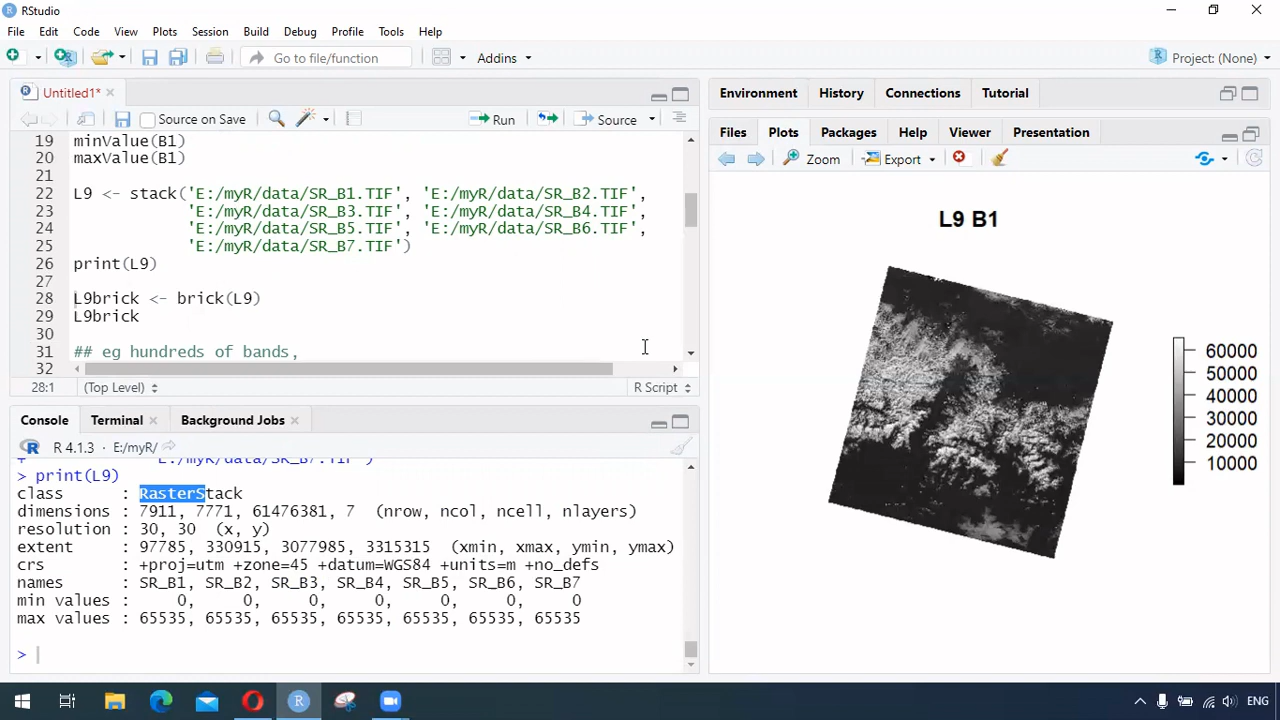 RStudio
File Edit Code View Plots Session Build Debug Profile Tools Help
Go to file/function Addins Project: (None)
Untitled1*
Source on Save Run Source
19 minValue(B1)
20 maxValue(B1)
21
22 L9 <- stack('E:/myR/data/SR_B1.TIF', 'E:/myR/data/SR_B2.TIF',
23 'E:/myR/data/SR_B3.TIF', 'E:/myR/data/SR_B4.TIF',
24 'E:/myR/data/SR_B5.TIF', 'E:/myR/data/SR_B6.TIF',
25 'E:/myR/data/SR_B7.TIF')
26 print(L9)
27
28 L9brick <- brick(L9)
29 L9brick
30
31 ## eg hundreds of bands,
32
28:1 (Top Level) R Script
Console Terminal Background Jobs
R 4.1.3 · E:/myR/
+ 'E:/myR/data/SR_B7.TIF')
> print(L9)
class : RasterStack
dimensions : 7911, 7771, 61476381, 7 (nrow, ncol, ncell, nlayers)
resolution : 30, 30 (x, y)
extent : 97785, 330915, 3077985, 3315315 (xmin, xmax, ymin, ymax)
crs : +proj=utm +zone=45 +datum=WGS84 +units=m +no_defs
names : SR_B1, SR_B2, SR_B3, SR_B4, SR_B5, SR_B6, SR_B7
min values : 0, 0, 0, 0, 0, 0, 0
max values : 65535, 65535, 65535, 65535, 65535, 65535, 65535
>
Environment History Connections Tutorial
Files Plots Packages Help Viewer Presentation
Zoom Export
L9 B1
60000
50000
40000
30000
20000
10000
ENG